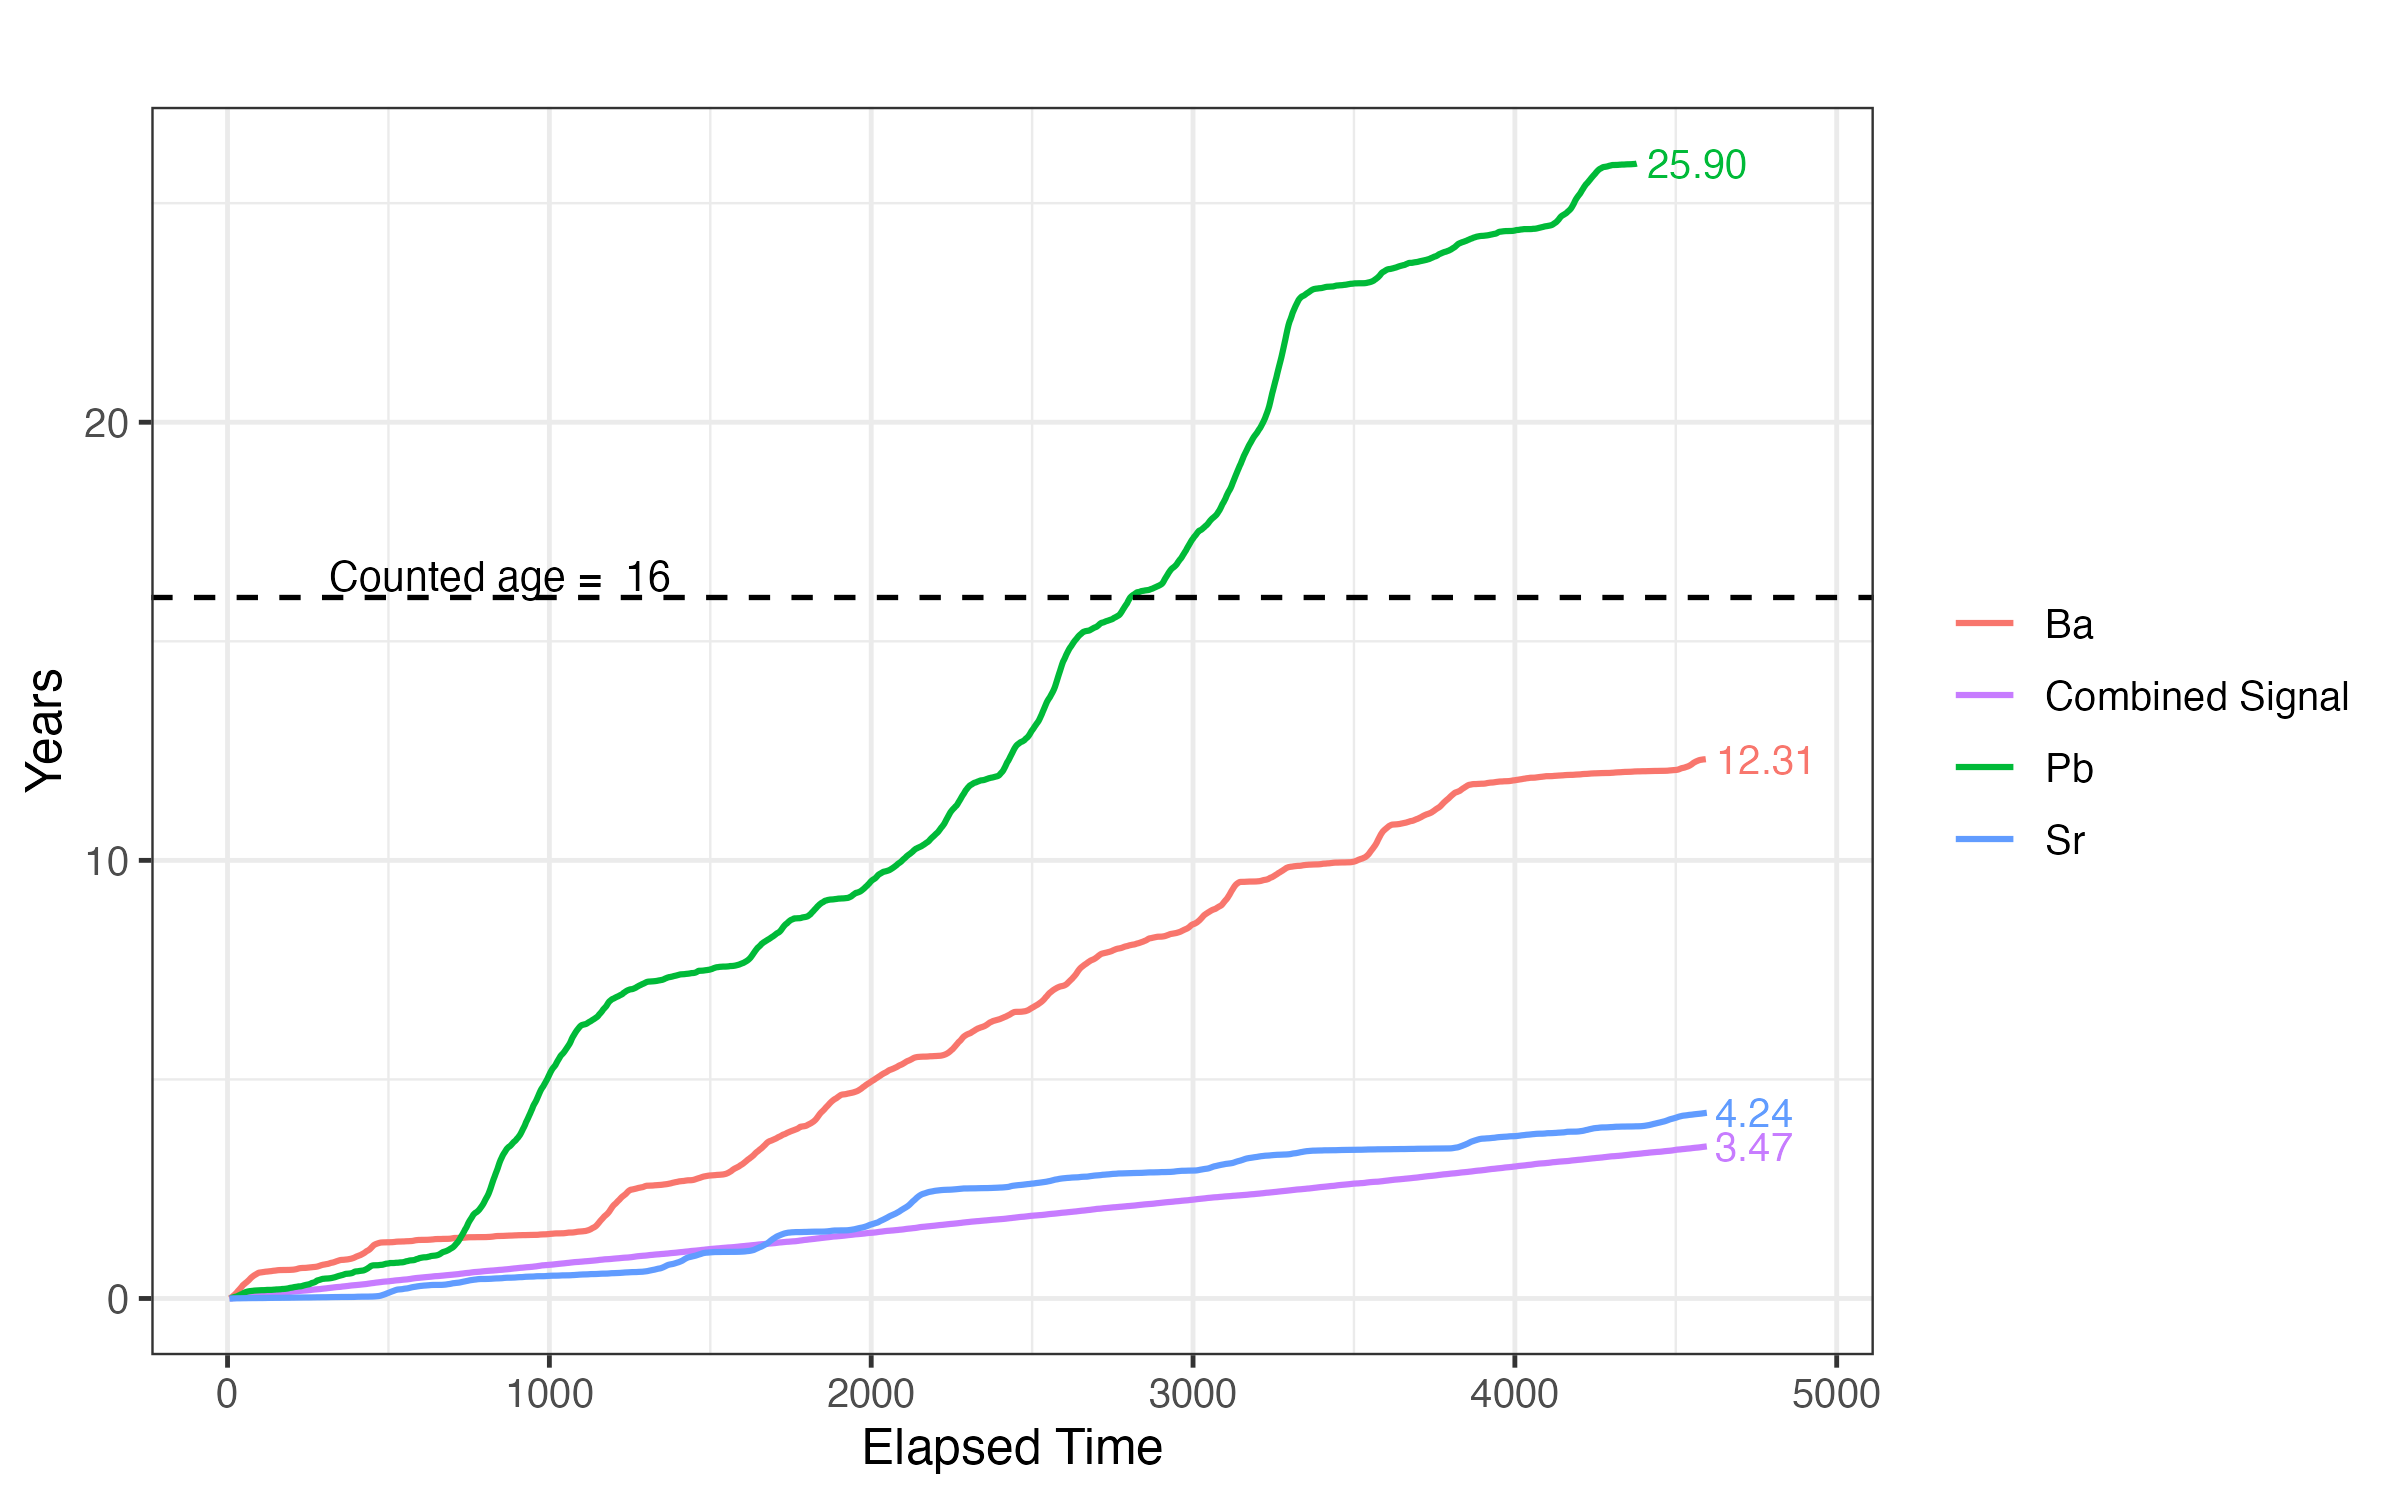 25.90
20
Counted age =  16
Years
12.31
10
4.24
3.47
0
0 1000 2000 3000 4000 5000
Elapsed Time
Ba
Combined Signal
Pb
Sr